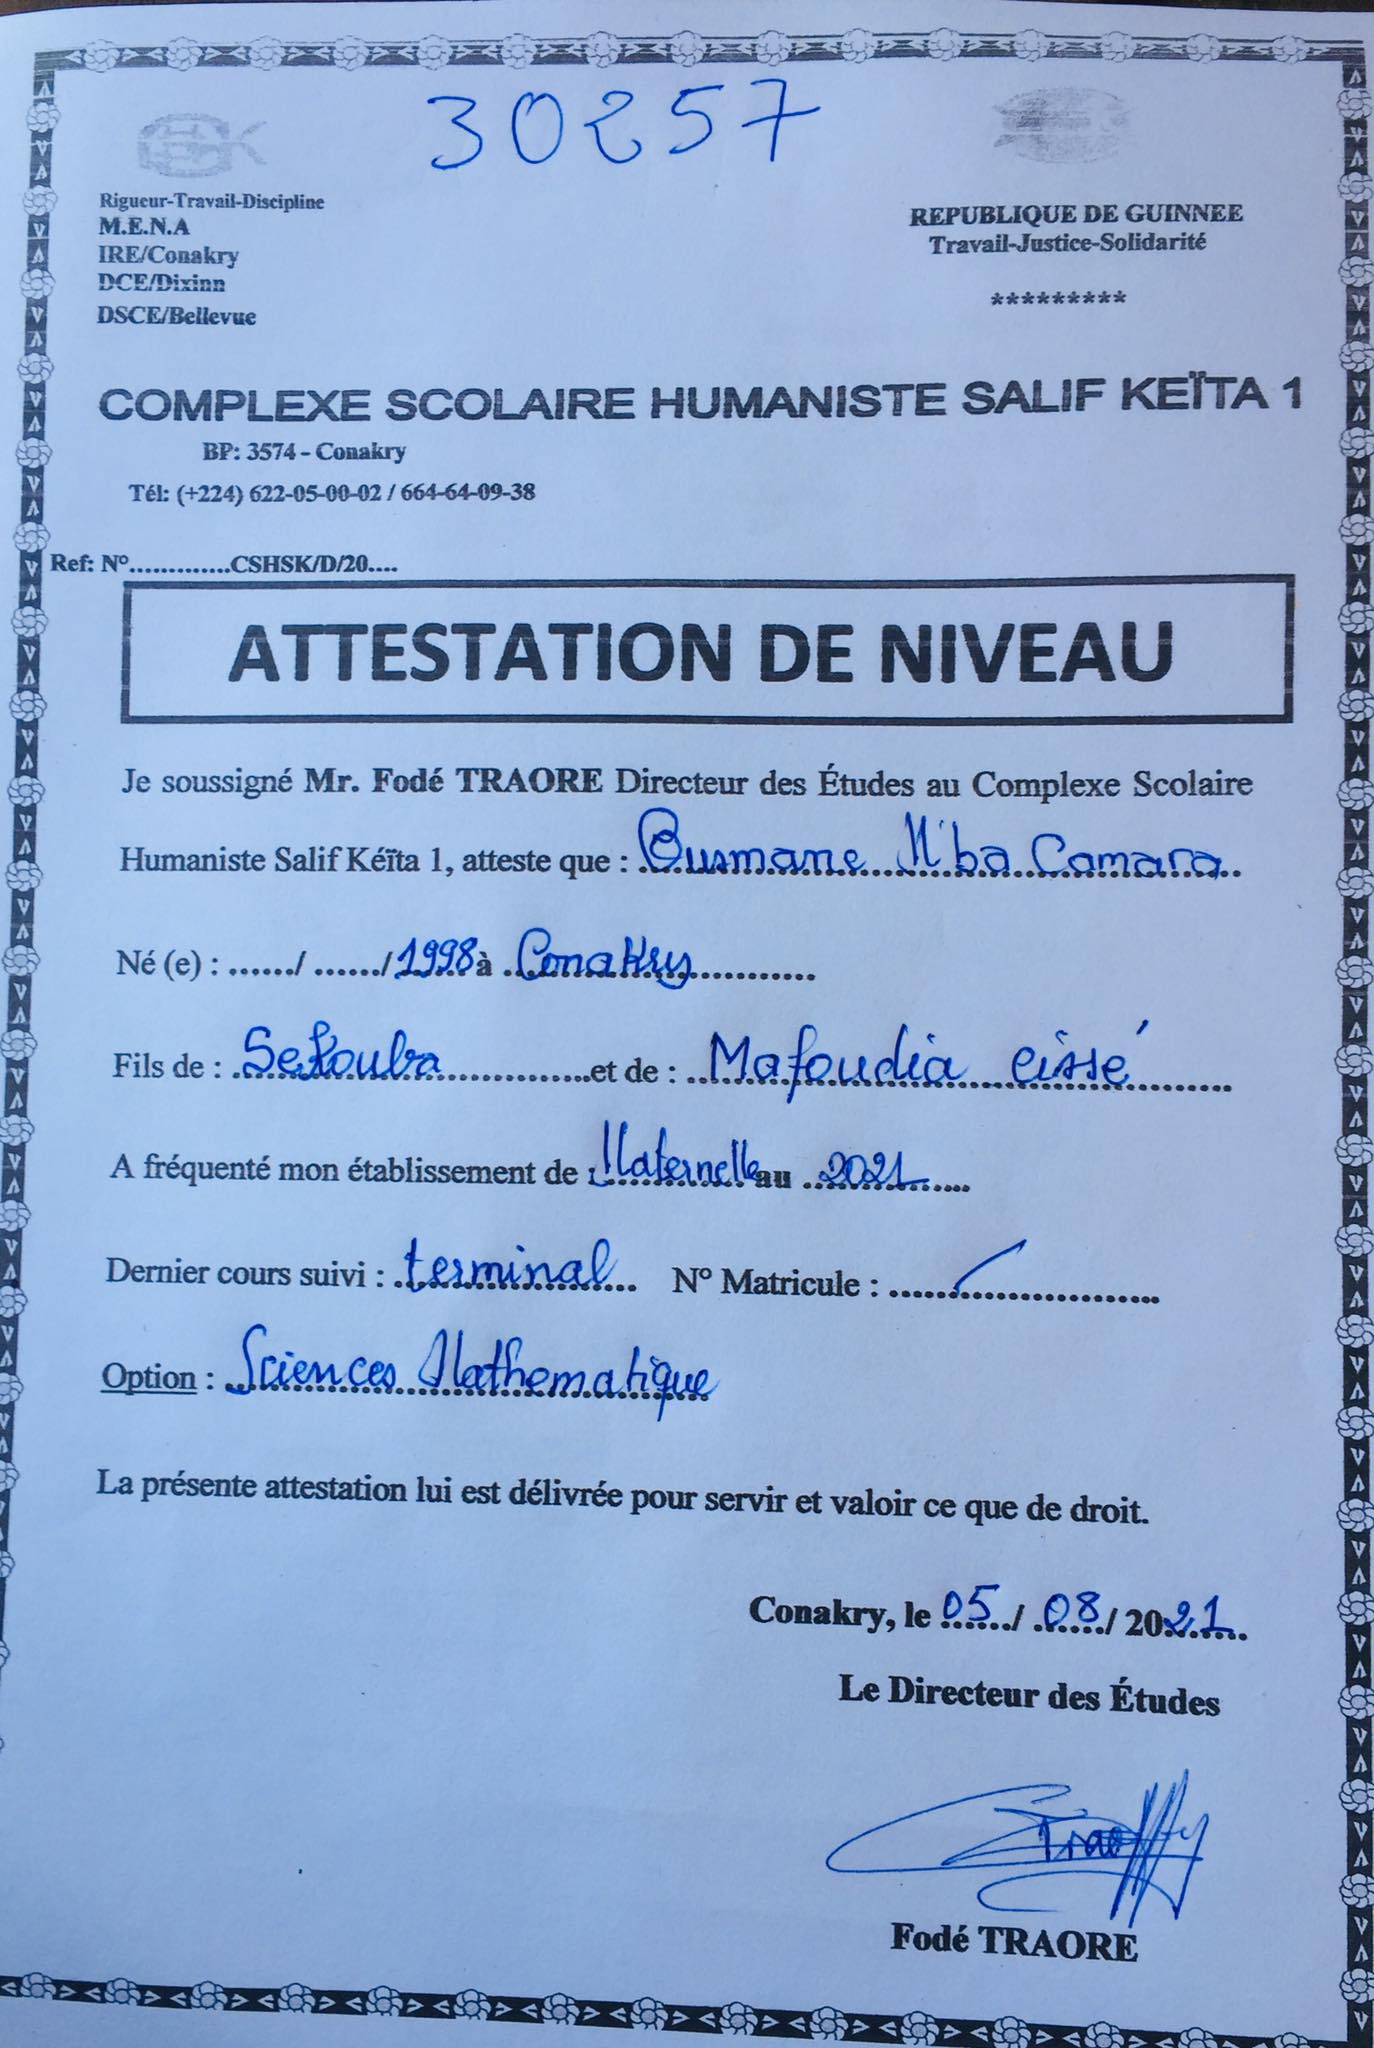 30257
Rigueur-Travail-Discipline
M.E.N.A
IRE/Conakry
DCE/Dixinn
DSCE/Bellevue
REPUBLIQUE DE GUINNEE
Travail-Justice-Solidarité
*********
COMPLEXE SCOLAIRE HUMANISTE SALIF KEÏTA 1
BP: 3574 - Conakry
Tél: (+224) 622-05-00-02 / 664-64-09-38
Ref: N°.............CSHSK/D/20....
ATTESTATION DE NIVEAU
Je soussigné Mr. Fodé TRAORE Directeur des Études au Complexe Scolaire
Humaniste Salif Kéïta 1, atteste que : Ousmane M'ba Camara
Né (e) : ....../ ....../1998 à Conakry
Fils de : Sekouba et de : Mafoudia cissé
A fréquenté mon établissement de : Maternelle au 2021
Dernier cours suivi : terminal N° Matricule : /
Option : Sciences Mathematique
La présente attestation lui est délivrée pour servir et valoir ce que de droit.
Conakry, le 05/ 08/ 2021
Le Directeur des Études
Fodé TRAORE